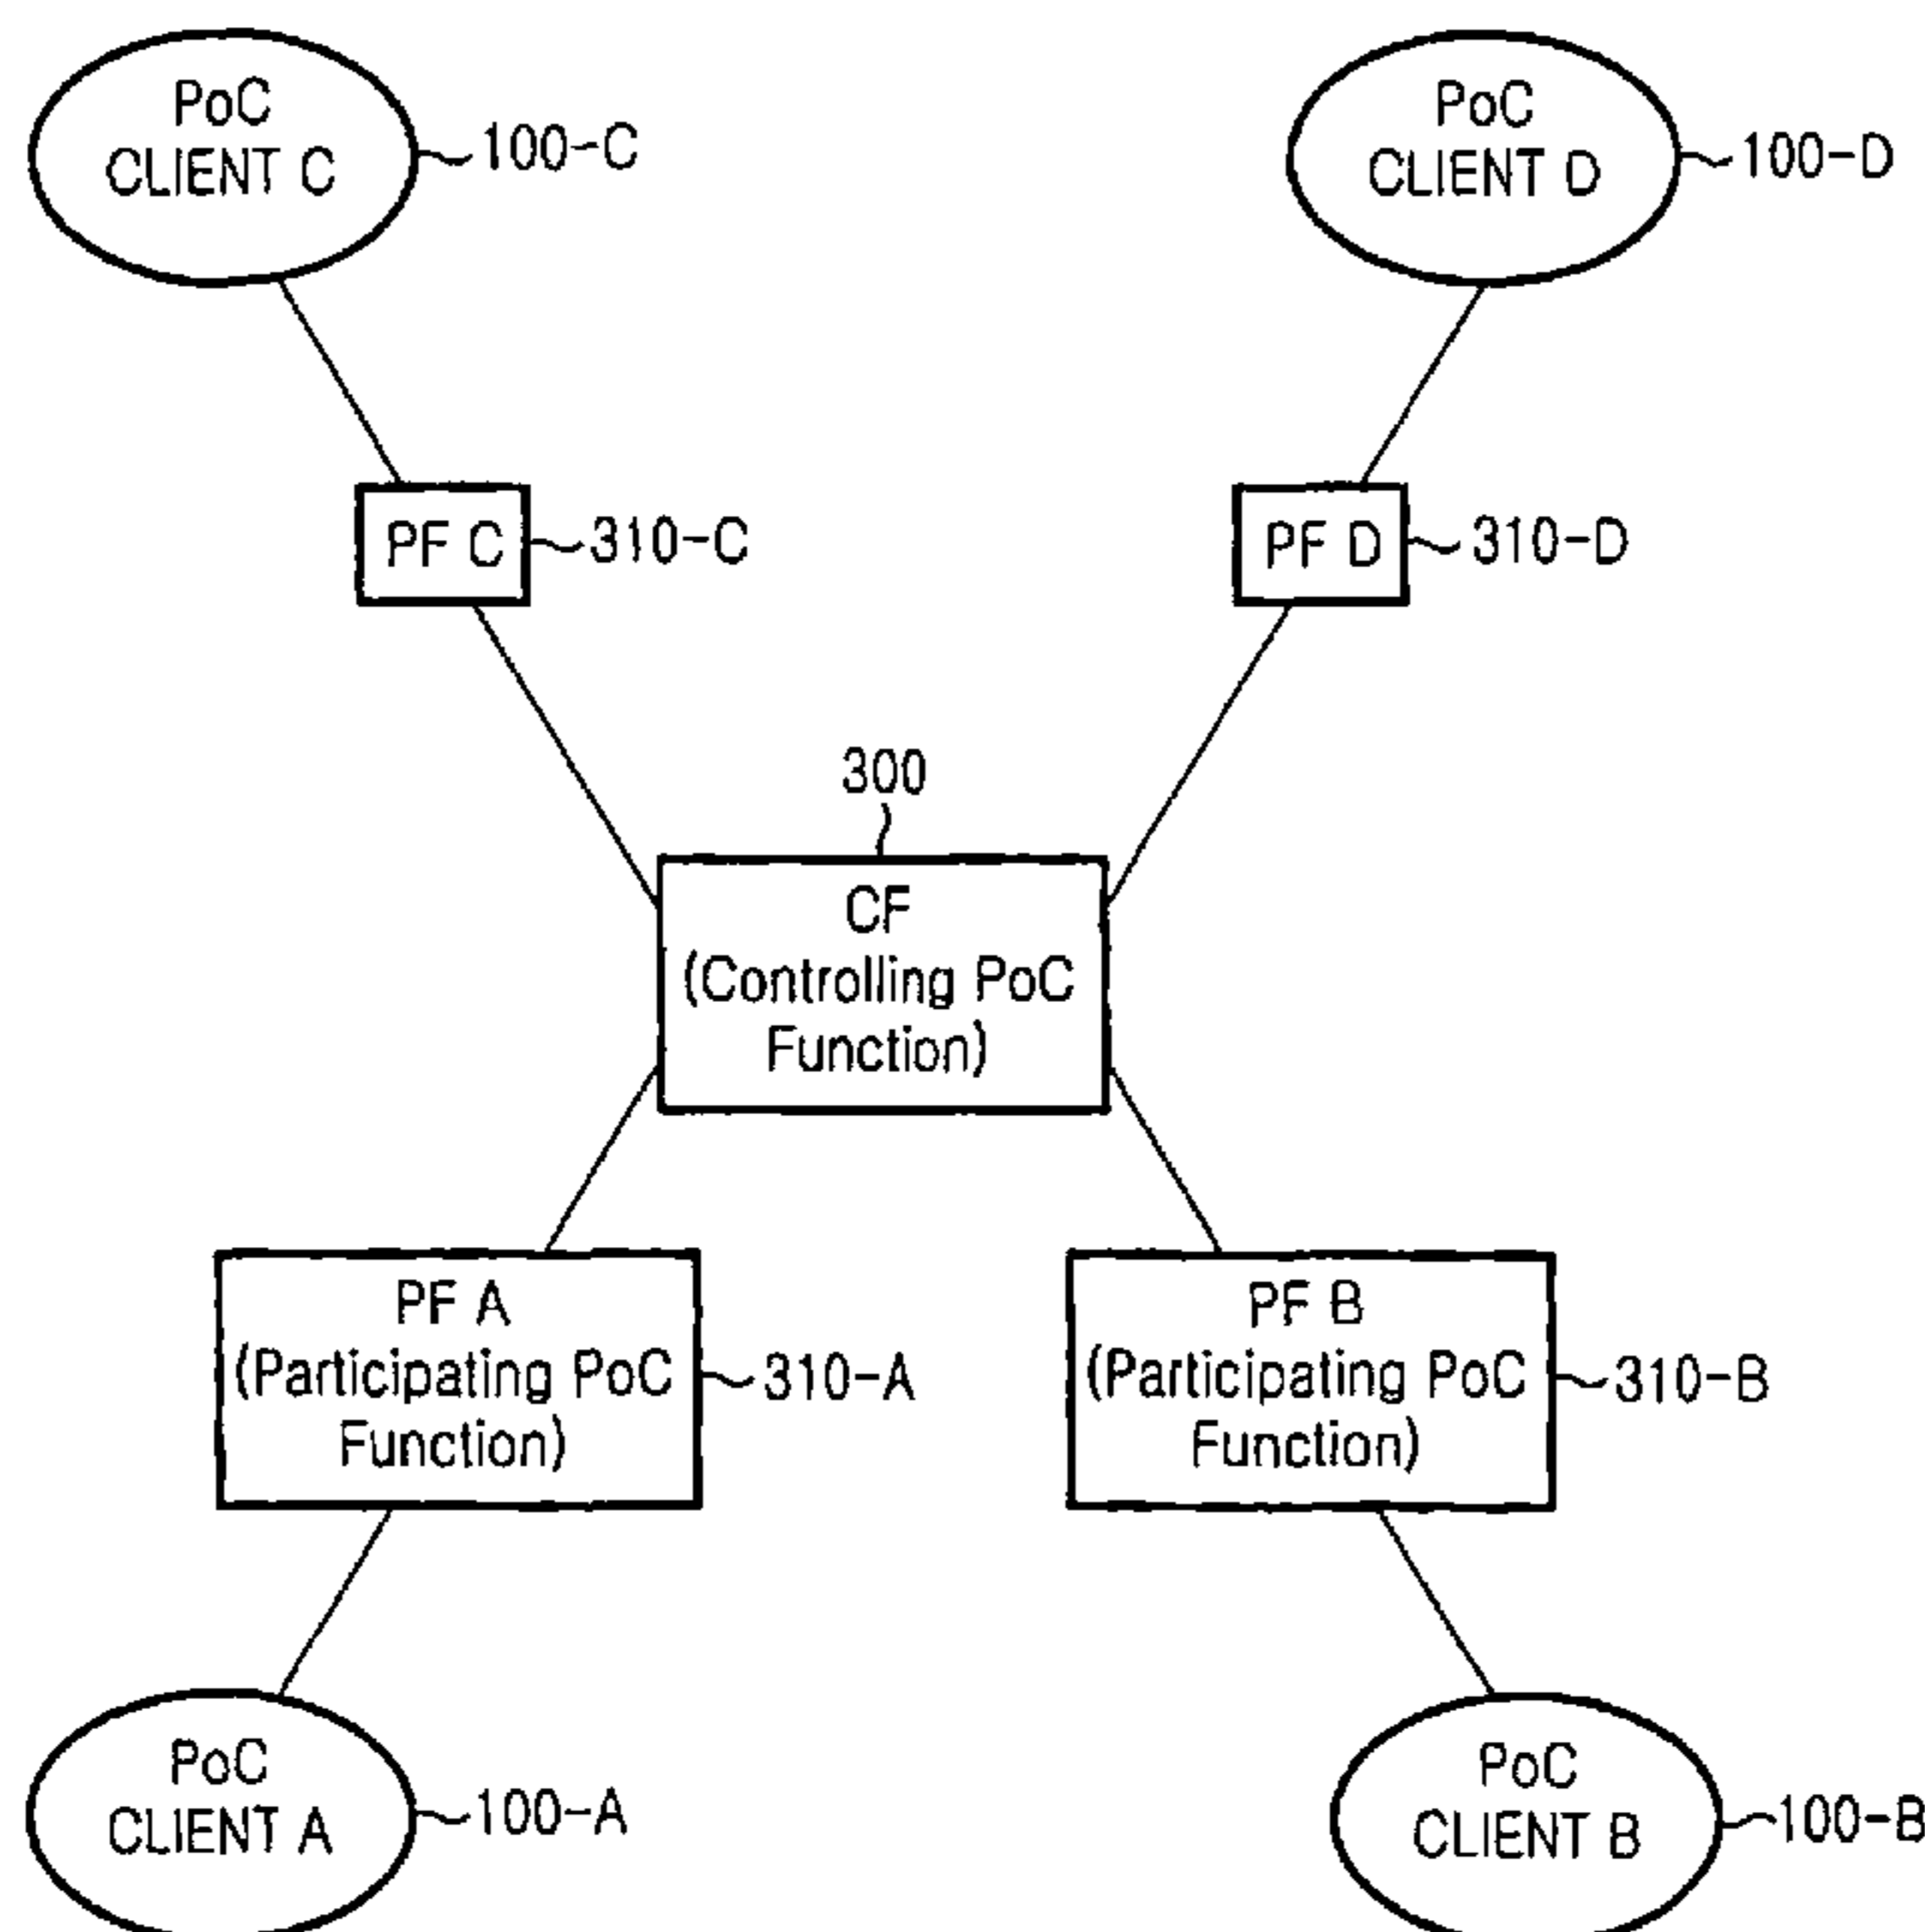 PoC
CLIENT C
100-C
PoC
CLIENT D
100-D
PF C
310-C
PF D
310-D
300
CF
(Controlling PoC
Function)
PF A
(Participating PoC
Function)
310-A
PF B
(Participating PoC
Function)
310-B
PoC
CLIENT A
100-A
PoC
CLIENT B
100-B